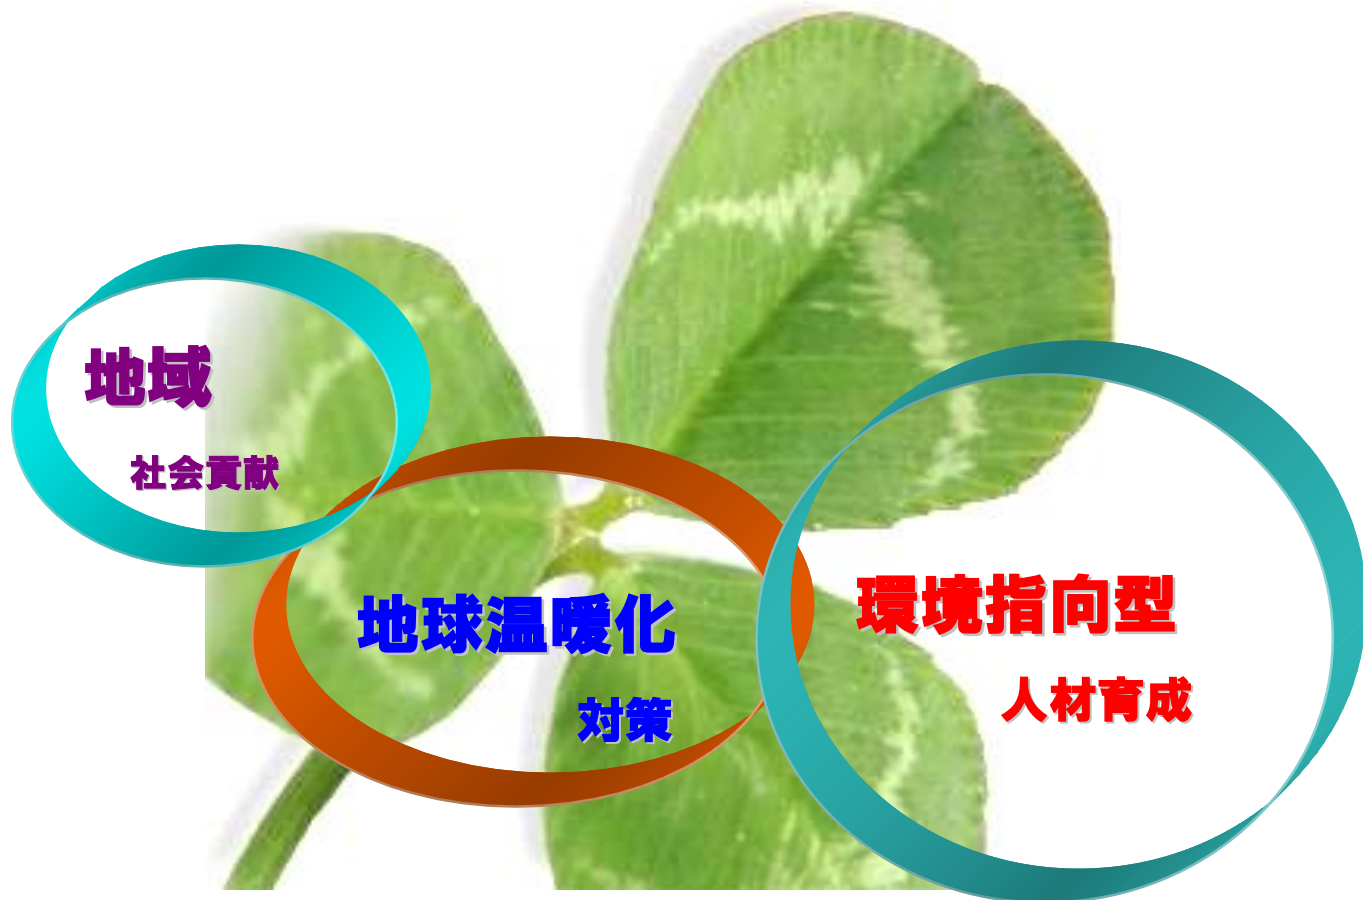 地域
社会貢献
地球温暖化
対策
環境指向型
人材育成